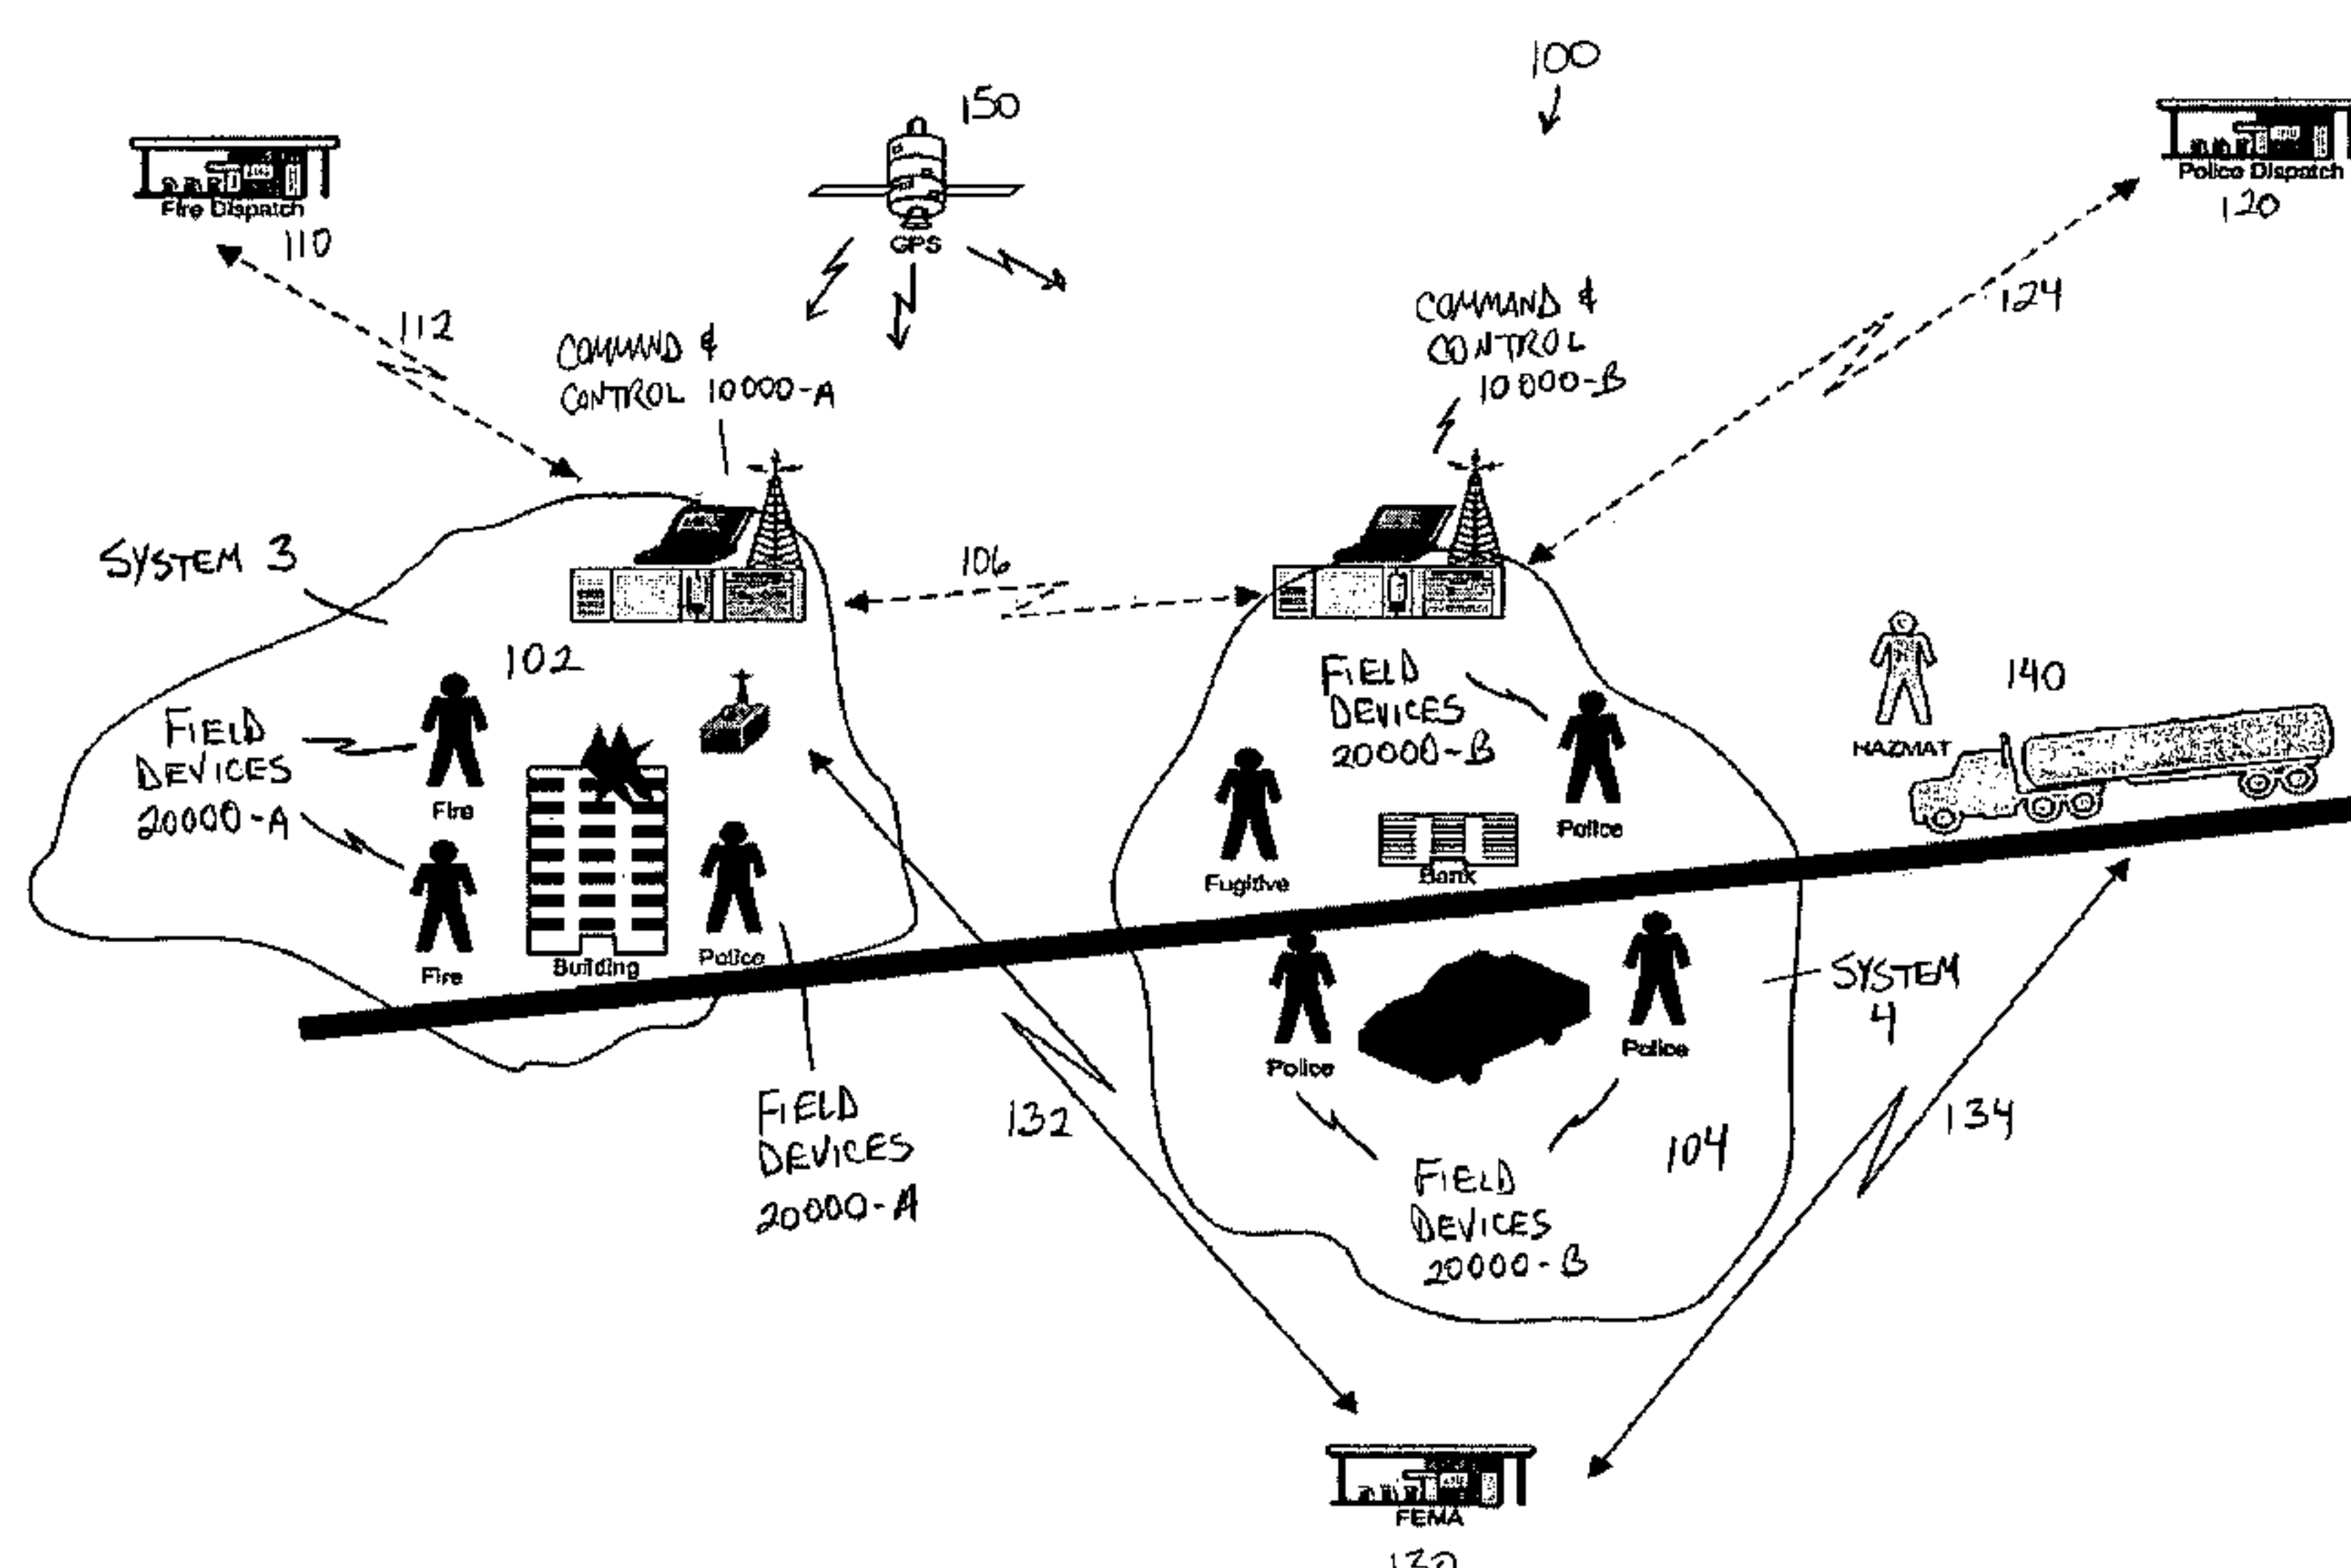 100
150
Fire Dispatch
110
GPS
Police Dispatch
120
112
124
COMMAND &
CONTROL 10000-A
COMMAND &
CONTROL
10000-B
SYSTEM 3
106
102
FIELD
DEVICES
20000-A
Fire
Fire
Building
Police
FIELD
DEVICES
20000-B
Fugitive
Bank
Police
HAZMAT
140
SYSTEM
4
Police
Police
FIELD
DEVICES
20000-A
132
134
104
FIELD
DEVICES
20000-B
FEMA
130